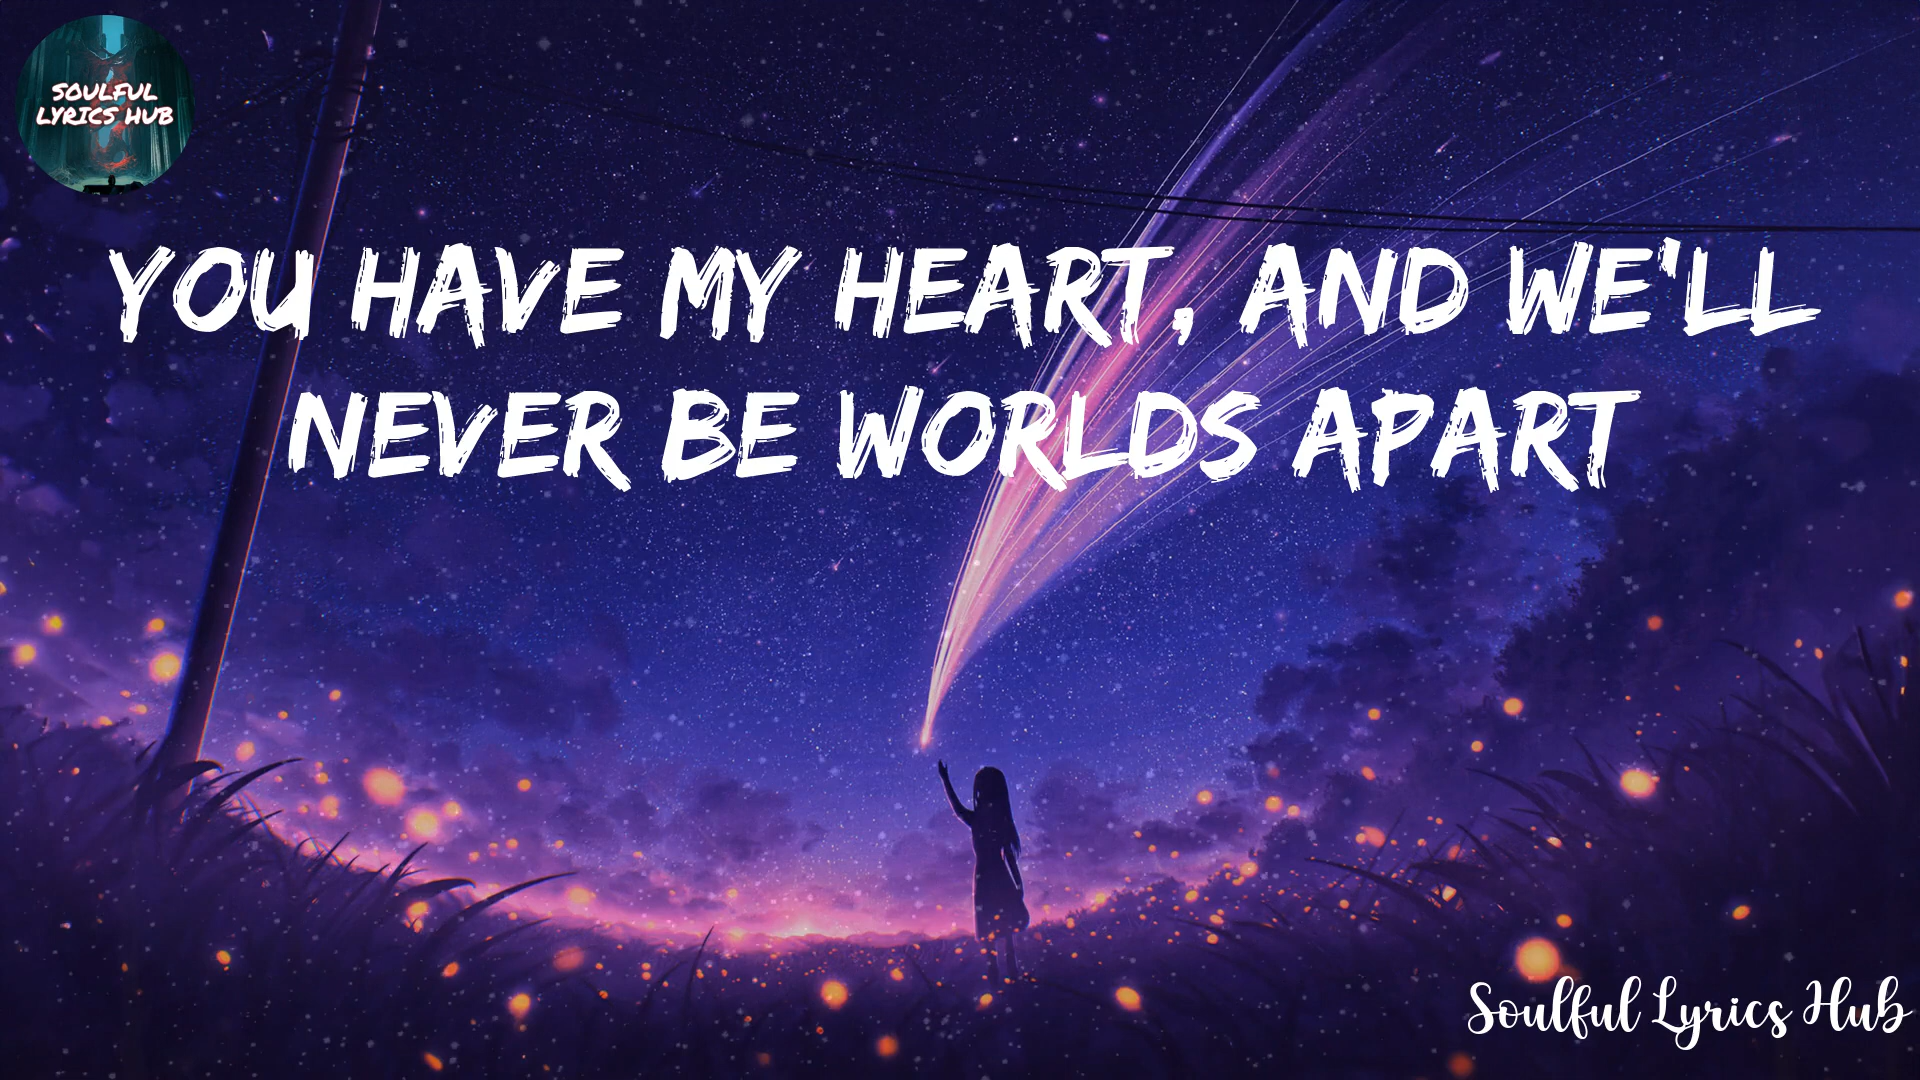 SOULFUL
LYRICS HUB
YOU HAVE MY HEART, AND WE'LL
NEVER BE WORLDS APART
Soulful Lyrics Hub